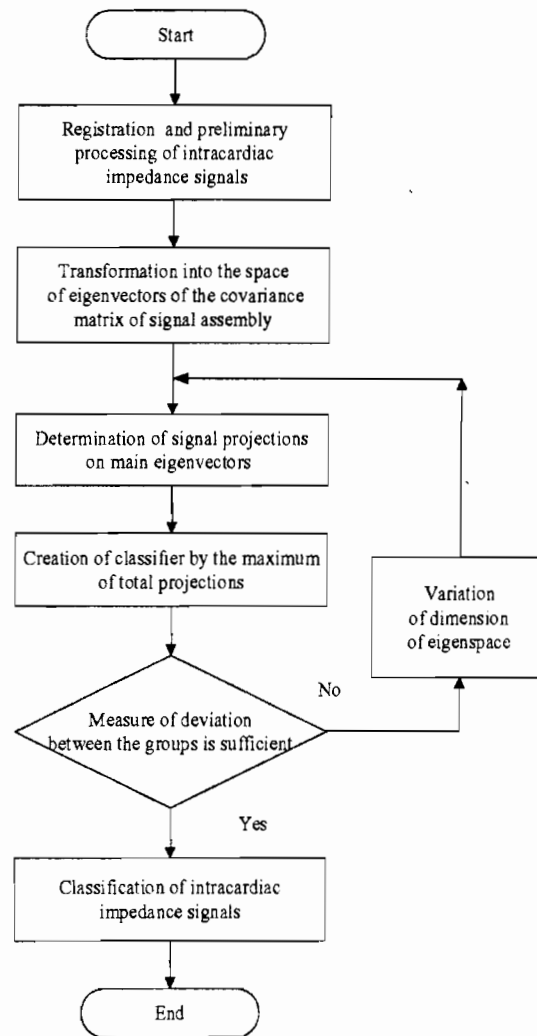 Start
Registration and preliminary
processing of intracardiac
impedance signals
Transformation into the space
of eigenvectors of the covariance
matrix of signal assembly
Determination of signal projections
on main eigenvectors
Creation of classifier by the maximum
of total projections
Variation
of dimension
of eigenspace
No
Measure of deviation
between the groups is sufficient
Yes
Classification of intracardiac
impedance signals
End